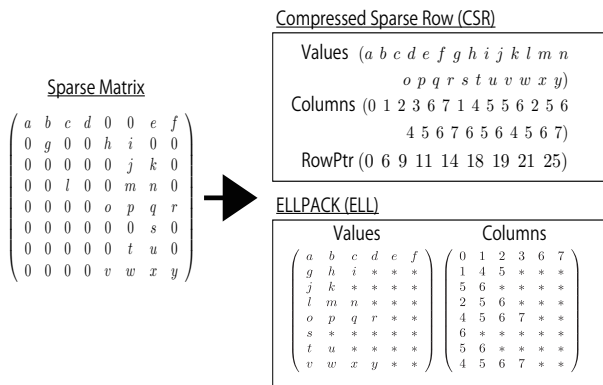 Sparse Matrix
a b c d 0 0 e f
0 g 0 0 h i 0 0
0 0 0 0 0 j k 0
0 0 l 0 0 m n 0
0 0 0 0 o p q r
0 0 0 0 0 0 s 0
0 0 0 0 0 t u 0
0 0 0 0 v w x y
Compressed Sparse Row (CSR)
Values (a b c d e f g h i j k l m n
o p q r s t u v w x y)
Columns (0 1 2 3 6 7 1 4 5 5 6 2 5 6
4 5 6 7 6 5 6 4 5 6 7)
RowPtr (0 6 9 11 14 18 19 21 25)
ELLPACK (ELL)
Values
a b c d e f
g h i * * *
j k * * * *
l m n * * *
o p q r * *
s * * * * *
t u * * * *
v w x y * *
Columns
0 1 2 3 6 7
1 4 5 * * *
5 6 * * * *
2 5 6 * * *
4 5 6 7 * *
6 * * * * *
5 6 * * * *
4 5 6 7 * *